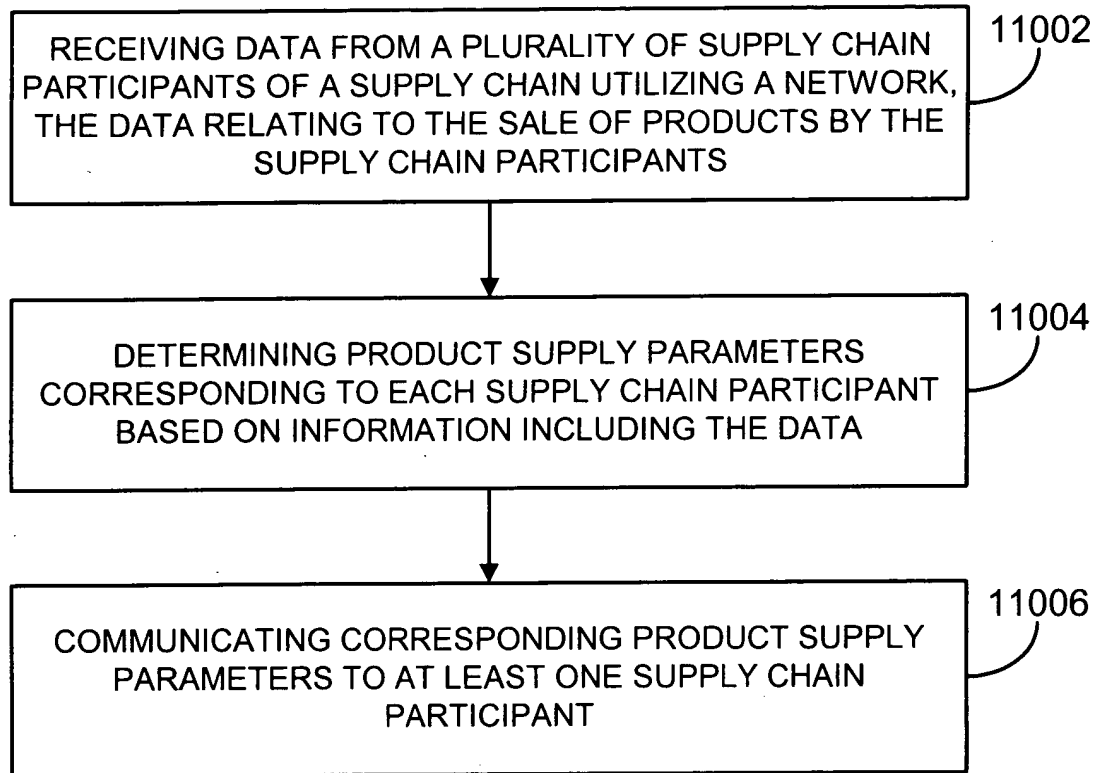 RECEIVING DATA FROM A PLURALITY OF SUPPLY CHAIN
PARTICIPANTS OF A SUPPLY CHAIN UTILIZING A NETWORK,
THE DATA RELATING TO THE SALE OF PRODUCTS BY THE
SUPPLY CHAIN PARTICIPANTS
11002
DETERMINING PRODUCT SUPPLY PARAMETERS
CORRESPONDING TO EACH SUPPLY CHAIN PARTICIPANT
BASED ON INFORMATION INCLUDING THE DATA
11004
COMMUNICATING CORRESPONDING PRODUCT SUPPLY
PARAMETERS TO AT LEAST ONE SUPPLY CHAIN
PARTICIPANT
11006